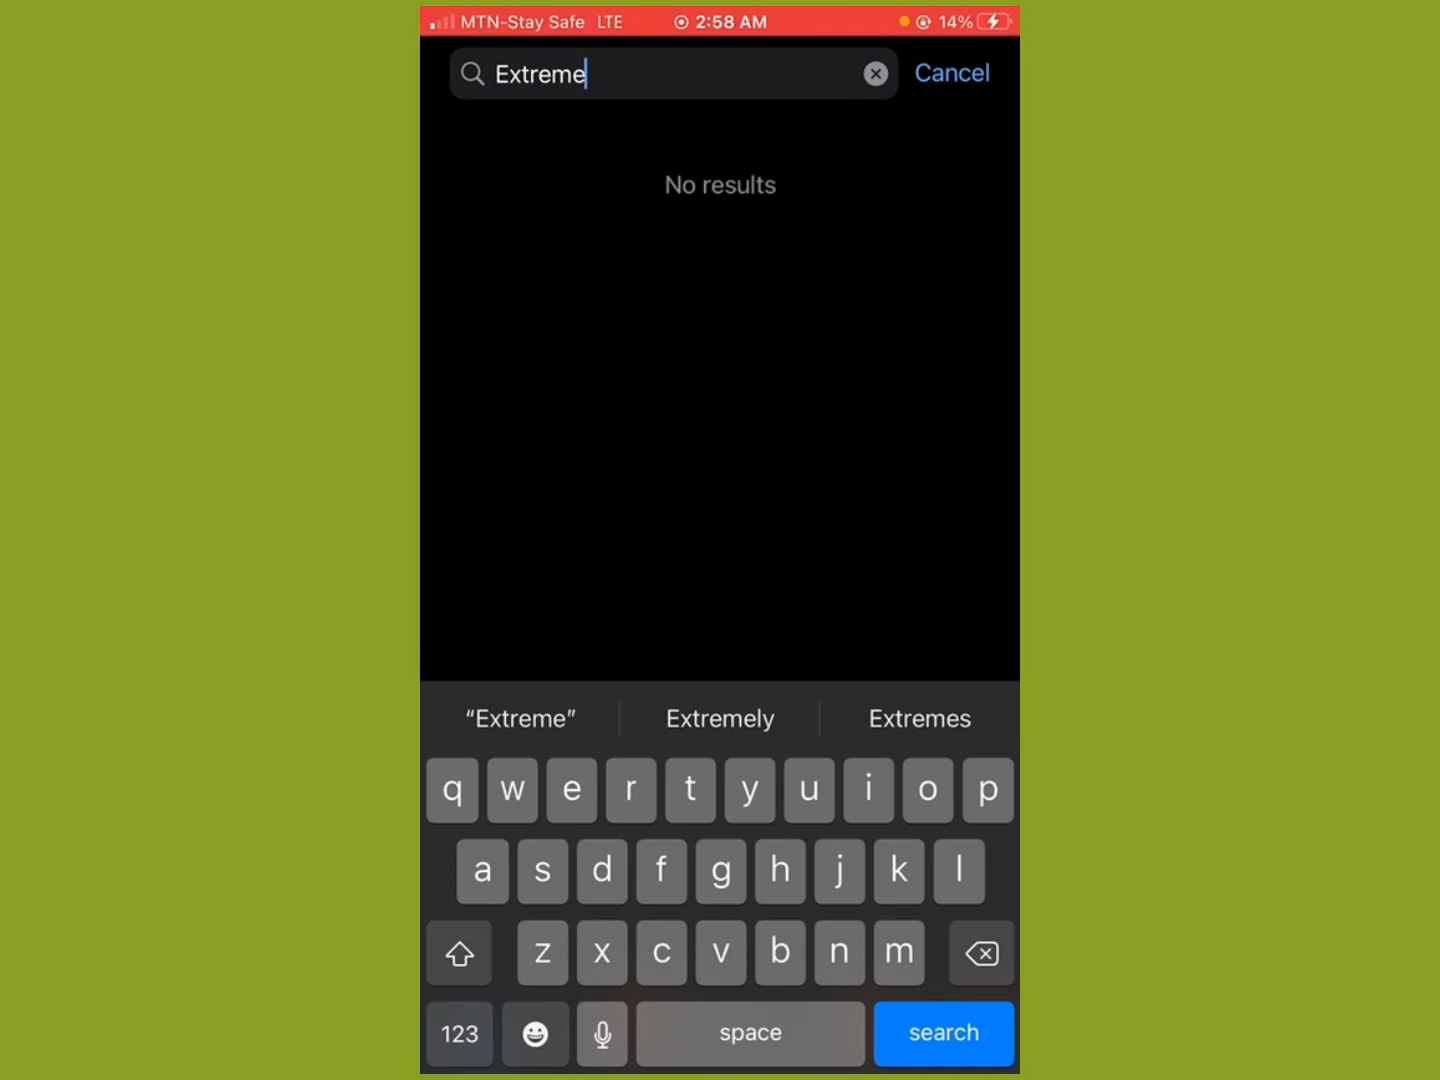 MTN-Stay Safe LTE 2:58 AM 14%
Extreme Cancel
No results
“Extreme” Extremely Extremes
q w e r t y u i o p
a s d f g h j k l
z x c v b n m
123 space search